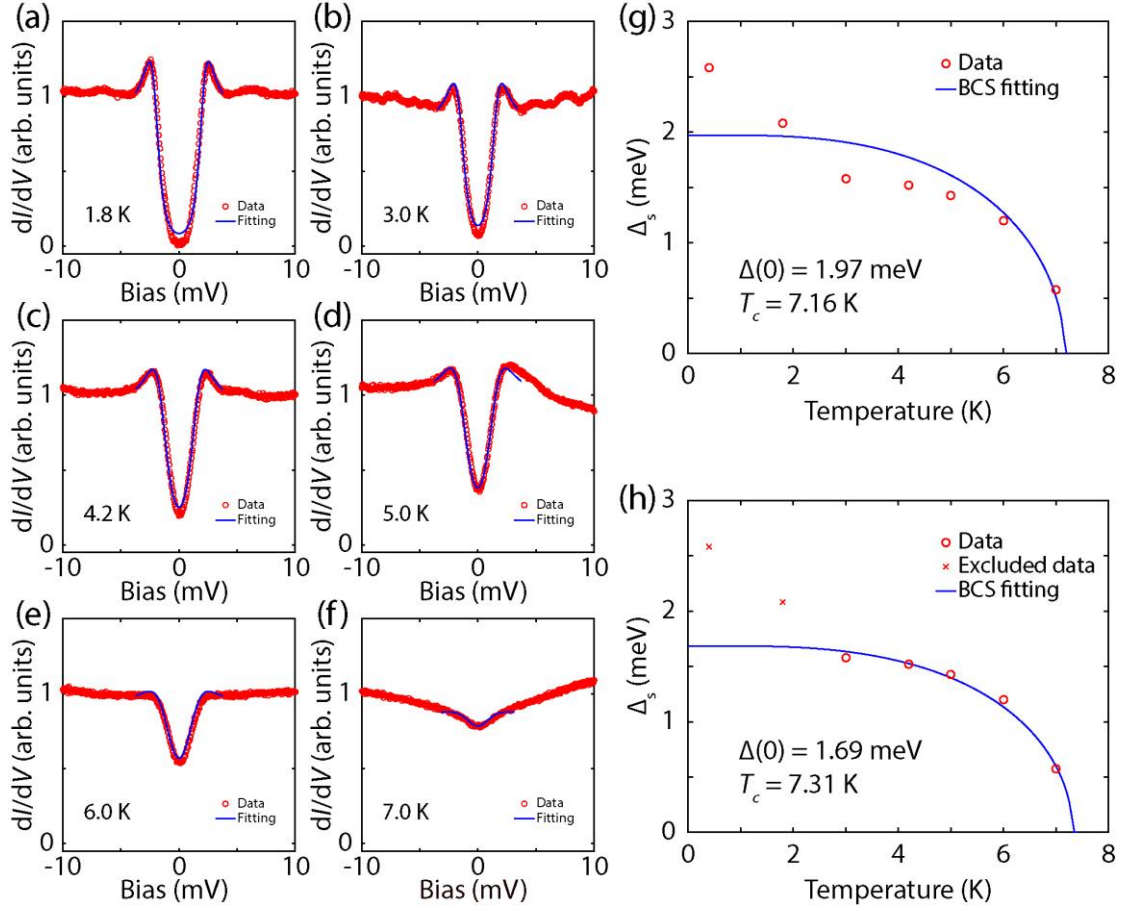 (a)
dI/dV (arb. units)
1
0
1.8 K
Data
Fitting
-10 0 10
Bias (mV)
(b)
dI/dV (arb. units)
1
0
3.0 K
Data
Fitting
-10 0 10
Bias (mV)
(c)
dI/dV (arb. units)
1
0
4.2 K
Data
Fitting
-10 0 10
Bias (mV)
(d)
dI/dV (arb. units)
1
0
5.0 K
Data
Fitting
-10 0 10
Bias (mV)
(e)
dI/dV (arb. units)
1
0
6.0 K
Data
Fitting
-10 0 10
Bias (mV)
(f)
dI/dV (arb. units)
1
0
7.0 K
Data
Fitting
-10 0 10
Bias (mV)
(g)
3
2
1
0
Δs (meV)
Data
BCS fitting
Δ(0) = 1.97 meV
Tc = 7.16 K
0 2 4 6 8
Temperature (K)
(h)
3
2
1
0
Δs (meV)
Data
Excluded data
BCS fitting
Δ(0) = 1.69 meV
Tc = 7.31 K
0 2 4 6 8
Temperature (K)